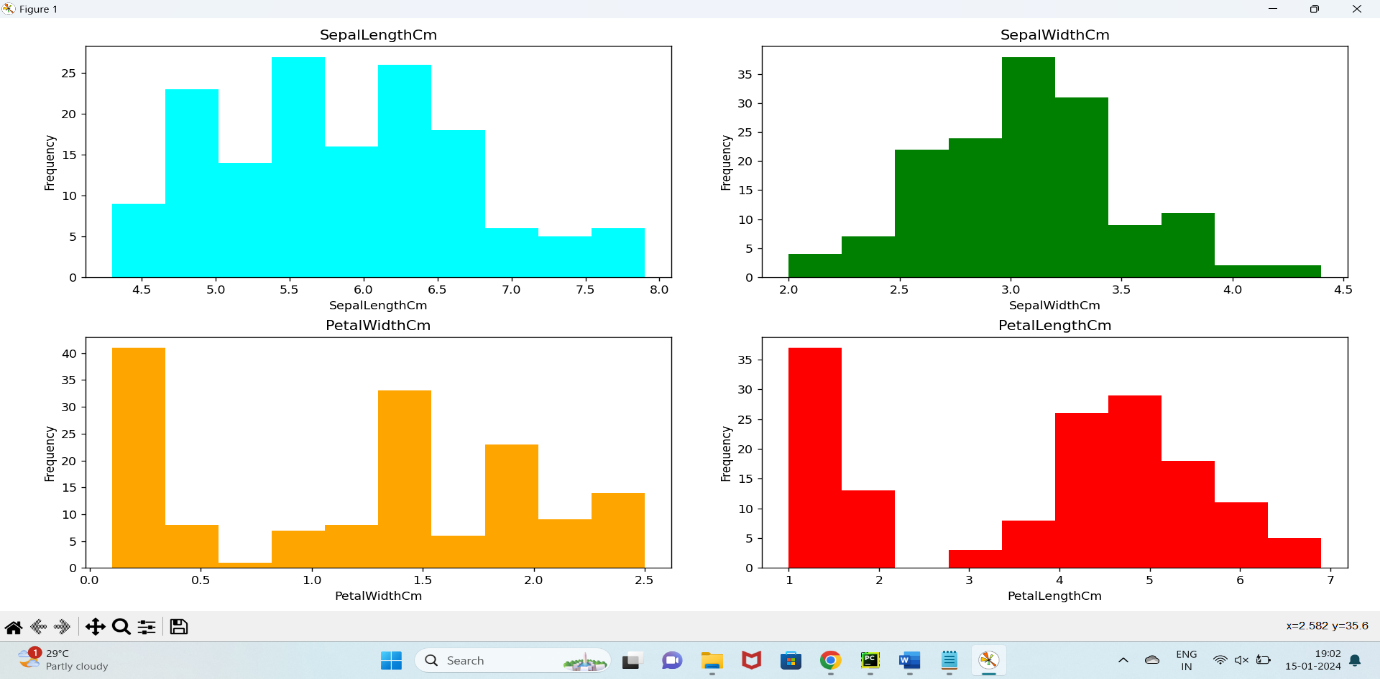 Figure 1
SepalLengthCm
Frequency
25
20
15
10
5
0
4.5 5.0 5.5 6.0 6.5 7.0 7.5 8.0
SepalLengthCm
SepalWidthCm
Frequency
35
30
25
20
15
10
5
0
2.0 2.5 3.0 3.5 4.0 4.5
SepalWidthCm
PetalWidthCm
Frequency
40
35
30
25
20
15
10
5
0
0.0 0.5 1.0 1.5 2.0 2.5
PetalWidthCm
PetalLengthCm
Frequency
35
30
25
20
15
10
5
0
1 2 3 4 5 6 7
PetalLengthCm
x=2.582 y=35.6
1
29°C
Partly cloudy
Search
PC
W
ENG
IN
19:02
15-01-2024